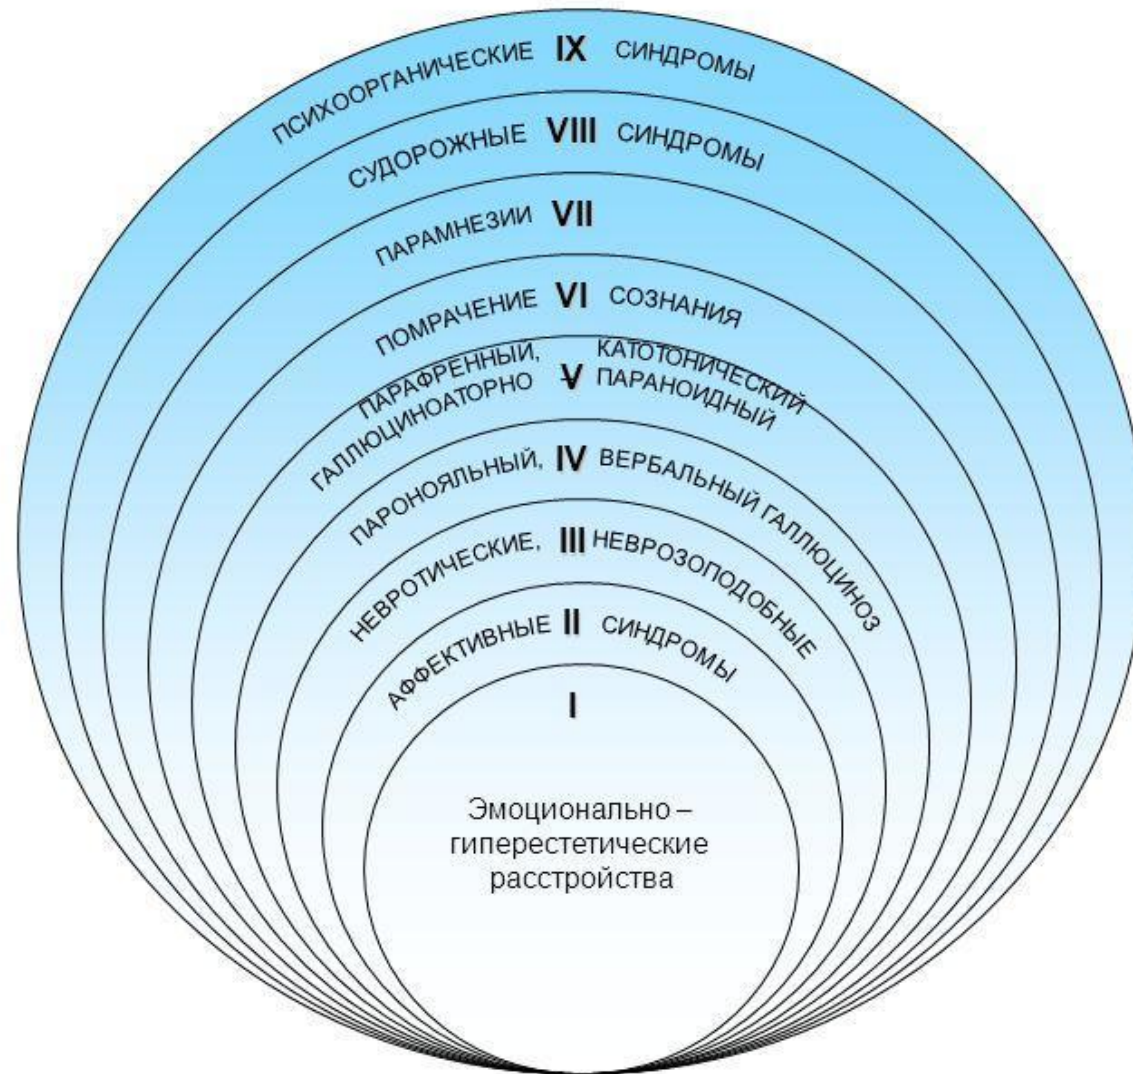 ПСИХООРГАНИЧЕСКИЕ IX СИНДРОМЫ
СУДОРОЖНЫЕ VIII СИНДРОМЫ
ПАРАМНЕЗИИ VII
ПОМРАЧЕНИЕ VI СОЗНАНИЯ
ПАРАФРЕННЫЙ, КАТОТОНИЧЕСКИЙ
ГАЛЛЮЦИНОАТОРНО V ПАРАНОИДНЫЙ
ПАРОНОЯЛЬНЫЙ, IV ВЕРБАЛЬНЫЙ ГАЛЛЮЦИНОЗ
НЕВРОТИЧЕСКИЕ, III НЕВРОЗОПОДОБНЫЕ
АФФЕКТИВНЫЕ II СИНДРОМЫ
I
Эмоционально –
гиперестетические
расстройства